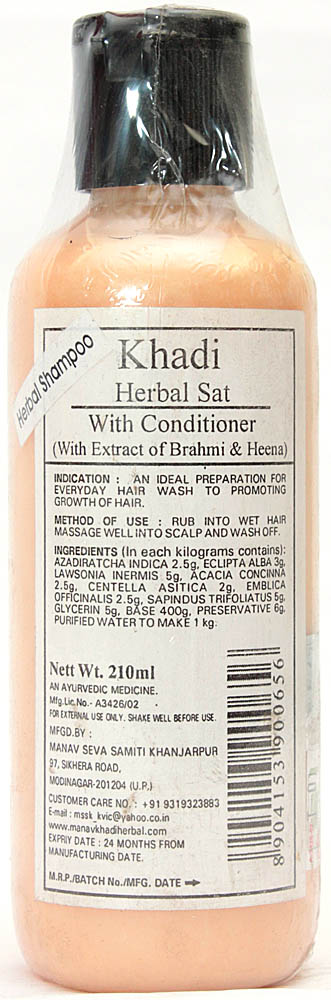 Herbal Shampoo
Khadi
Herbal Sat
With Conditioner
(With Extract of Brahmi & Heena)
INDICATION : AN IDEAL PREPARATION FOR
EVERYDAY HAIR WASH TO PROMOTING
GROWTH OF HAIR.
METHOD OF USE : RUB INTO WET HAIR
MASSAGE WELL INTO SCALP AND WASH OFF.
INGREDIENTS (In each kilograms contains):
AZADIRATCHA INDICA 2.5g, ECLIPTA ALBA 3g,
LAWSONIA INERMIS 5g, ACACIA CONCINNA
2.5g, CENTELLA ASITICA 2g, EMBLICA
OFFICINALIS 2.5g, SAPINDUS TRIFOLIATUS 5g,
GLYCERIN 5g, BASE 400g, PRESERVATIVE 6g,
PURIFIED WATER TO MAKE 1 kg.
Nett Wt. 210ml
AN AYURVEDIC MEDICINE.
Mfg.Lic.No.- A3426/02
FOR EXTERNAL USE ONLY. SHAKE WELL BEFORE USE.
MFGD.BY :
MANAV SEVA SAMITI KHANJARPUR
97, SIKHERA ROAD,
MODINAGAR-201204 (U.P.)
CUSTOMER CARE NO. : +91 9319323883
E-mail : mssk_kvic@yahoo.co.in
www.manavkhadiherbal.com
EXPRIY DATE : 24 MONTHS FROM
MANUFACTURING DATE.
M.R.P./BATCH No./MFG. DATE
8904153900656